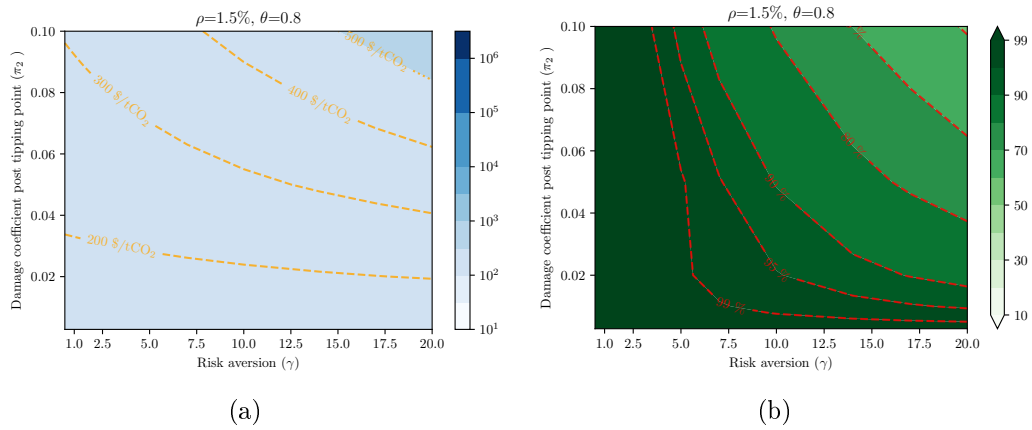 ρ=1.5%, θ=0.8
Damage coefficient post tipping point (π2 )
0.10
0.08
0.06
0.04
0.02
1.0 2.5 5.0 7.5 10.0 12.5 15.0 17.5 20.0
Risk aversion (γ)
500 $/tCO2
400 $/tCO2
300 $/tCO2
200 $/tCO2
10^6
10^5
10^4
10^3
10^2
10^1
(a)
ρ=1.5%, θ=0.8
Damage coefficient post tipping point (π2 )
0.10
0.08
0.06
0.04
0.02
1.0 2.5 5.0 7.5 10.0 12.5 15.0 17.5 20.0
Risk aversion (γ)
99
90
70
50
30
10
(b)